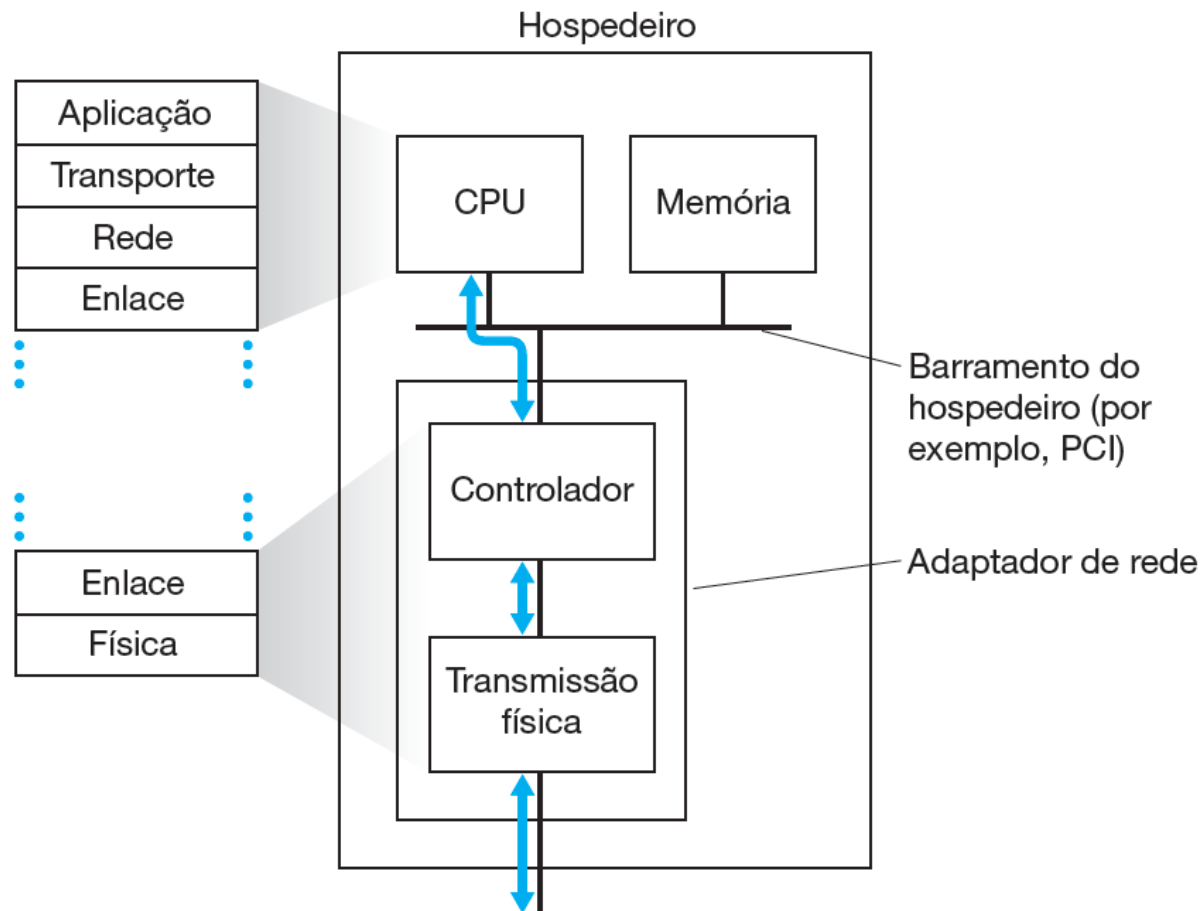 Hospedeiro
Aplicação
Transporte
Rede
Enlace
CPU
Memória
Barramento do
hospedeiro (por
exemplo, PCI)
Controlador
Adaptador de rede
Enlace
Física
Transmissão
física